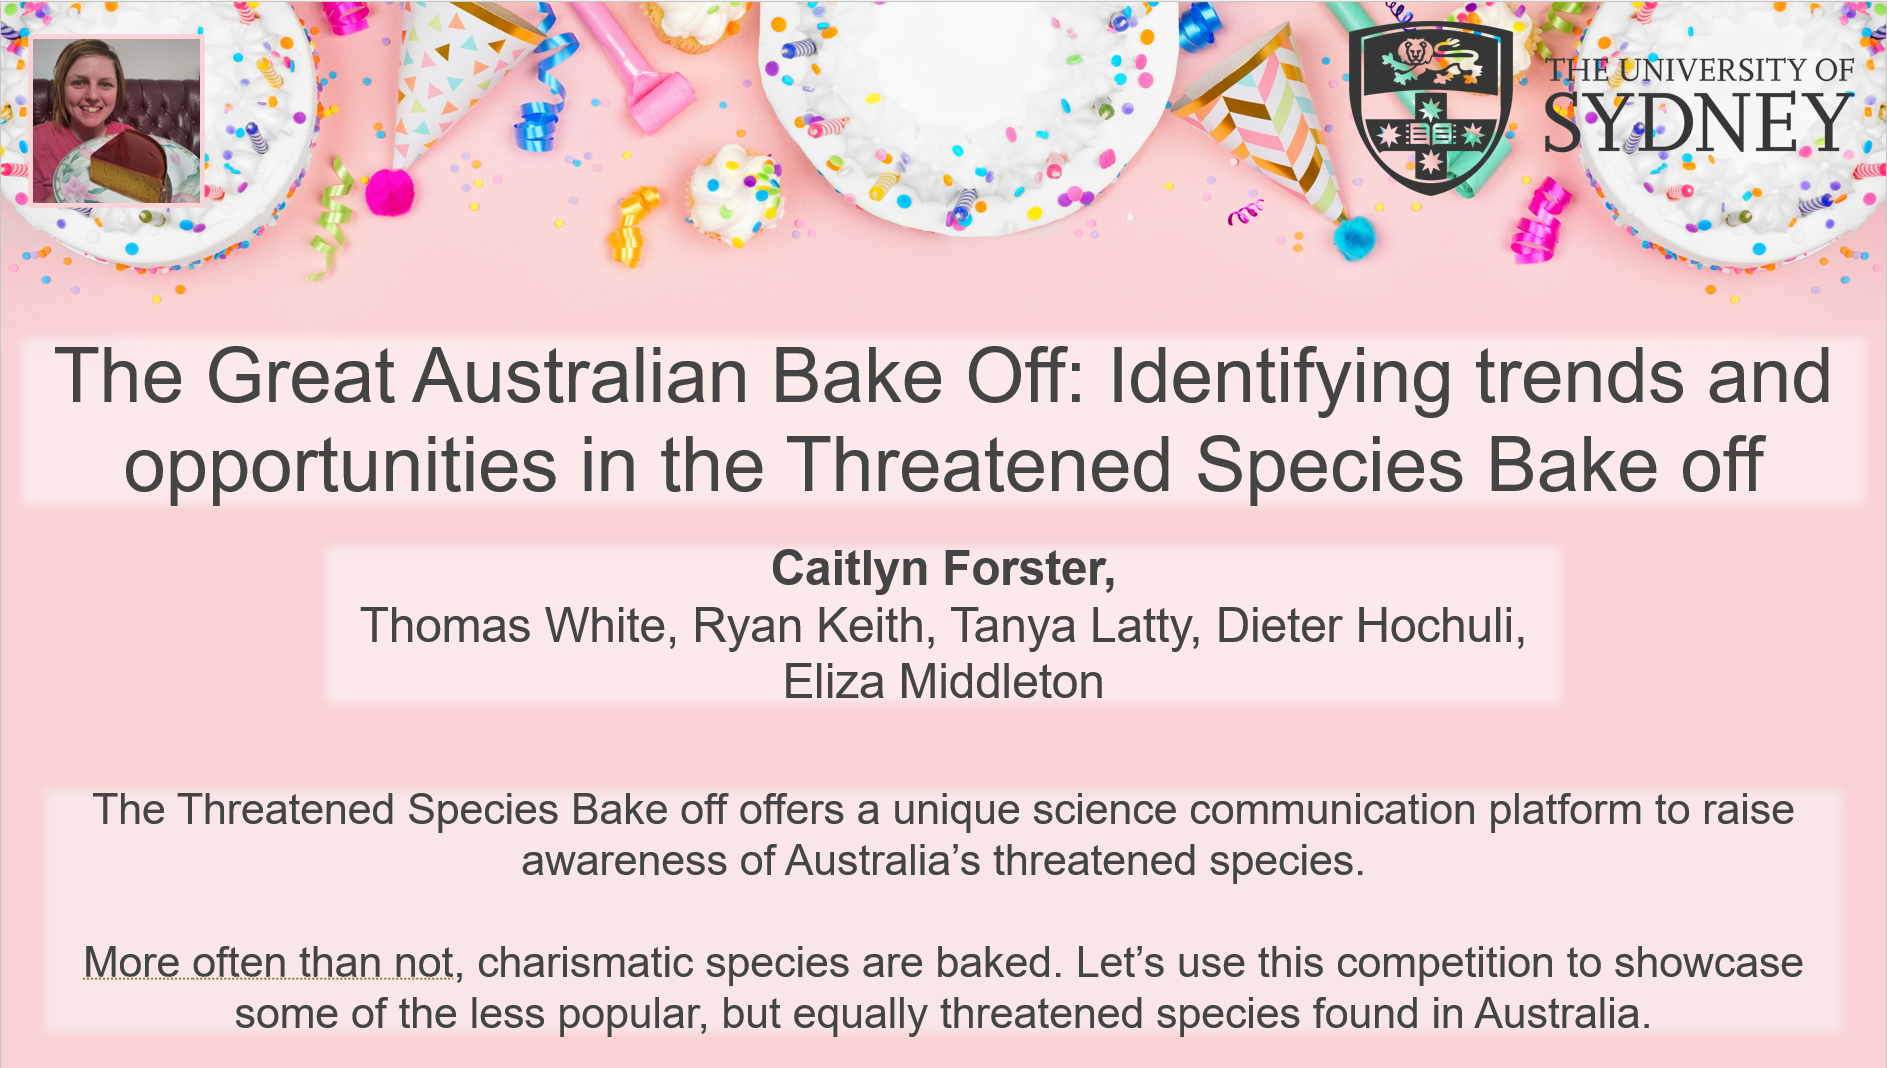 THE UNIVERSITY OF
SYDNEY
The Great Australian Bake Off: Identifying trends and
opportunities in the Threatened Species Bake off
Caitlyn Forster,
Thomas White, Ryan Keith, Tanya Latty, Dieter Hochuli,
Eliza Middleton
The Threatened Species Bake off offers a unique science communication platform to raise
awareness of Australia’s threatened species.
More often than not, charismatic species are baked. Let’s use this competition to showcase
some of the less popular, but equally threatened species found in Australia.